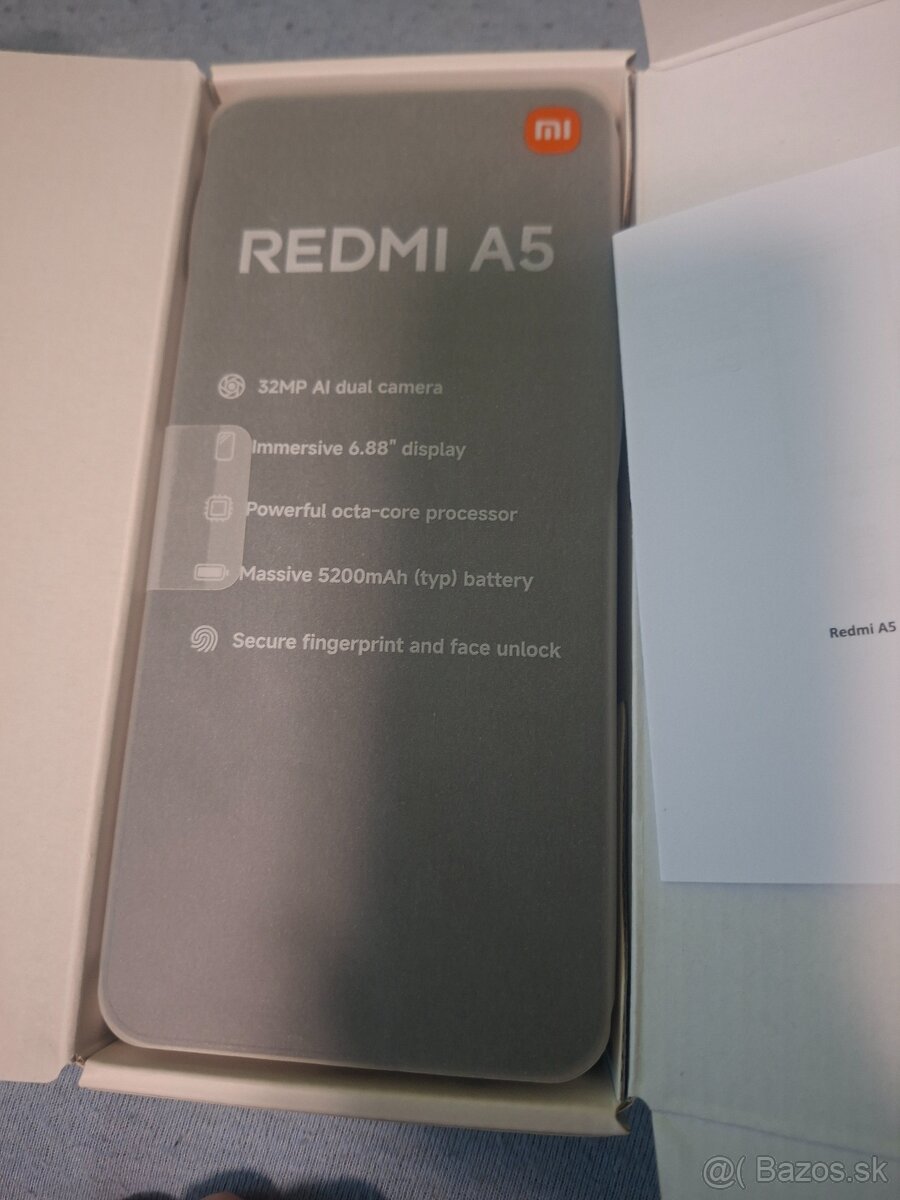 mi
REDMI A5
32MP AI dual camera
Immersive 6.88" display
Powerful octa-core processor
Massive 5200mAh (typ) battery
Secure fingerprint and face unlock
Redmi A5
@( Bazos.sk